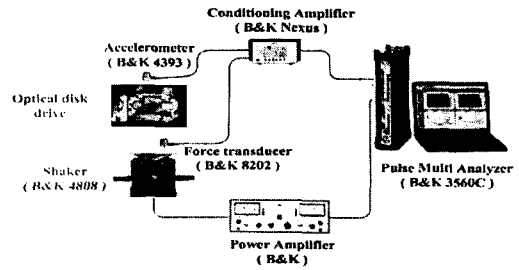 Conditioning Amplifier
( B&K Nexus )
Accelerometer
( B&K 4393 )
Optical disk
drive
Force transducer
( B&K 8202 )
Shaker
( B&K 4808 )
Pulse Multi Analyzer
( B&K 3560C )
Power Amplifier
( B&K )